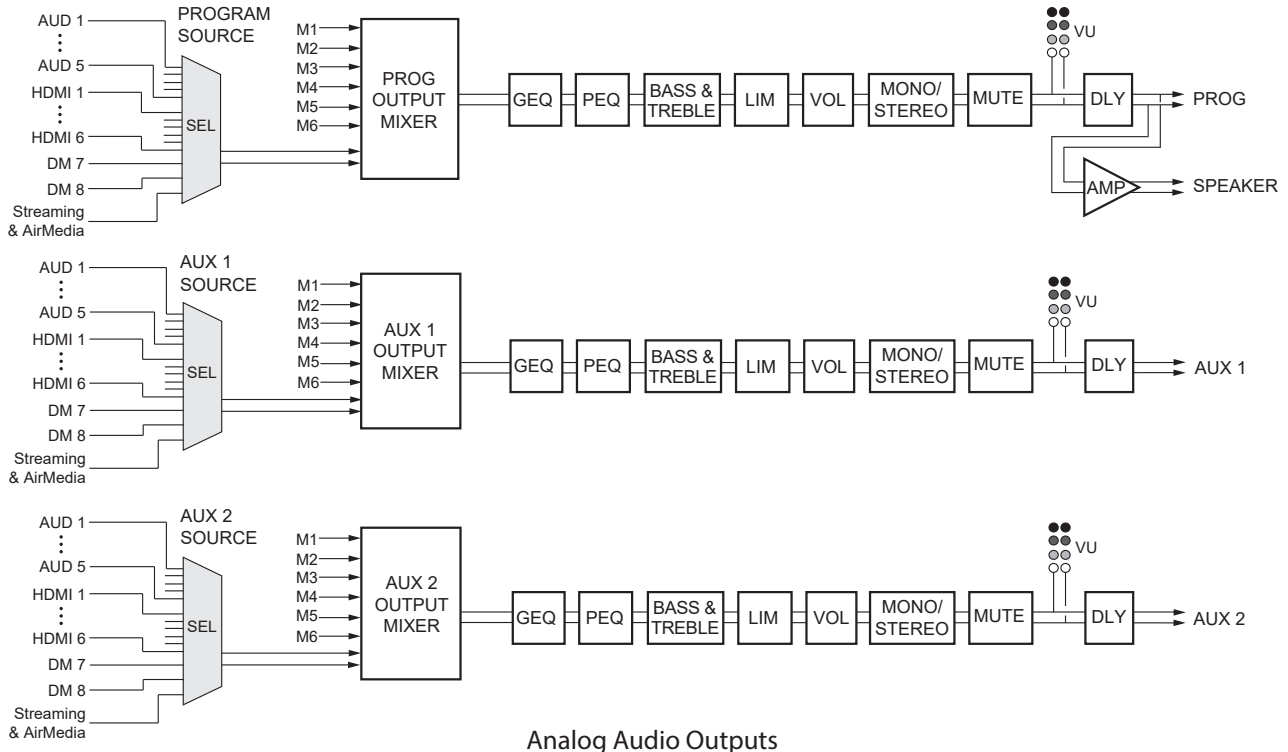 AUD 1
AUD 5
HDMI 1
HDMI 6
DM 7
DM 8
Streaming
& AirMedia
PROGRAM
SOURCE
SEL
M1
M2
M3
M4
M5
M6
PROG
OUTPUT
MIXER
GEQ
PEQ
BASS &
TREBLE
LIM
VOL
MONO/
STEREO
MUTE
VU
DLY
PROG
AMP
SPEAKER
AUD 1
AUD 5
HDMI 1
HDMI 6
DM 7
DM 8
Streaming
& AirMedia
AUX 1
SOURCE
SEL
M1
M2
M3
M4
M5
M6
AUX 1
OUTPUT
MIXER
GEQ
PEQ
BASS &
TREBLE
LIM
VOL
MONO/
STEREO
MUTE
VU
DLY
AUX 1
AUD 1
AUD 5
HDMI 1
HDMI 6
DM 7
DM 8
Streaming
& AirMedia
AUX 2
SOURCE
SEL
M1
M2
M3
M4
M5
M6
AUX 2
OUTPUT
MIXER
GEQ
PEQ
BASS &
TREBLE
LIM
VOL
MONO/
STEREO
MUTE
VU
DLY
AUX 2
Analog Audio Outputs